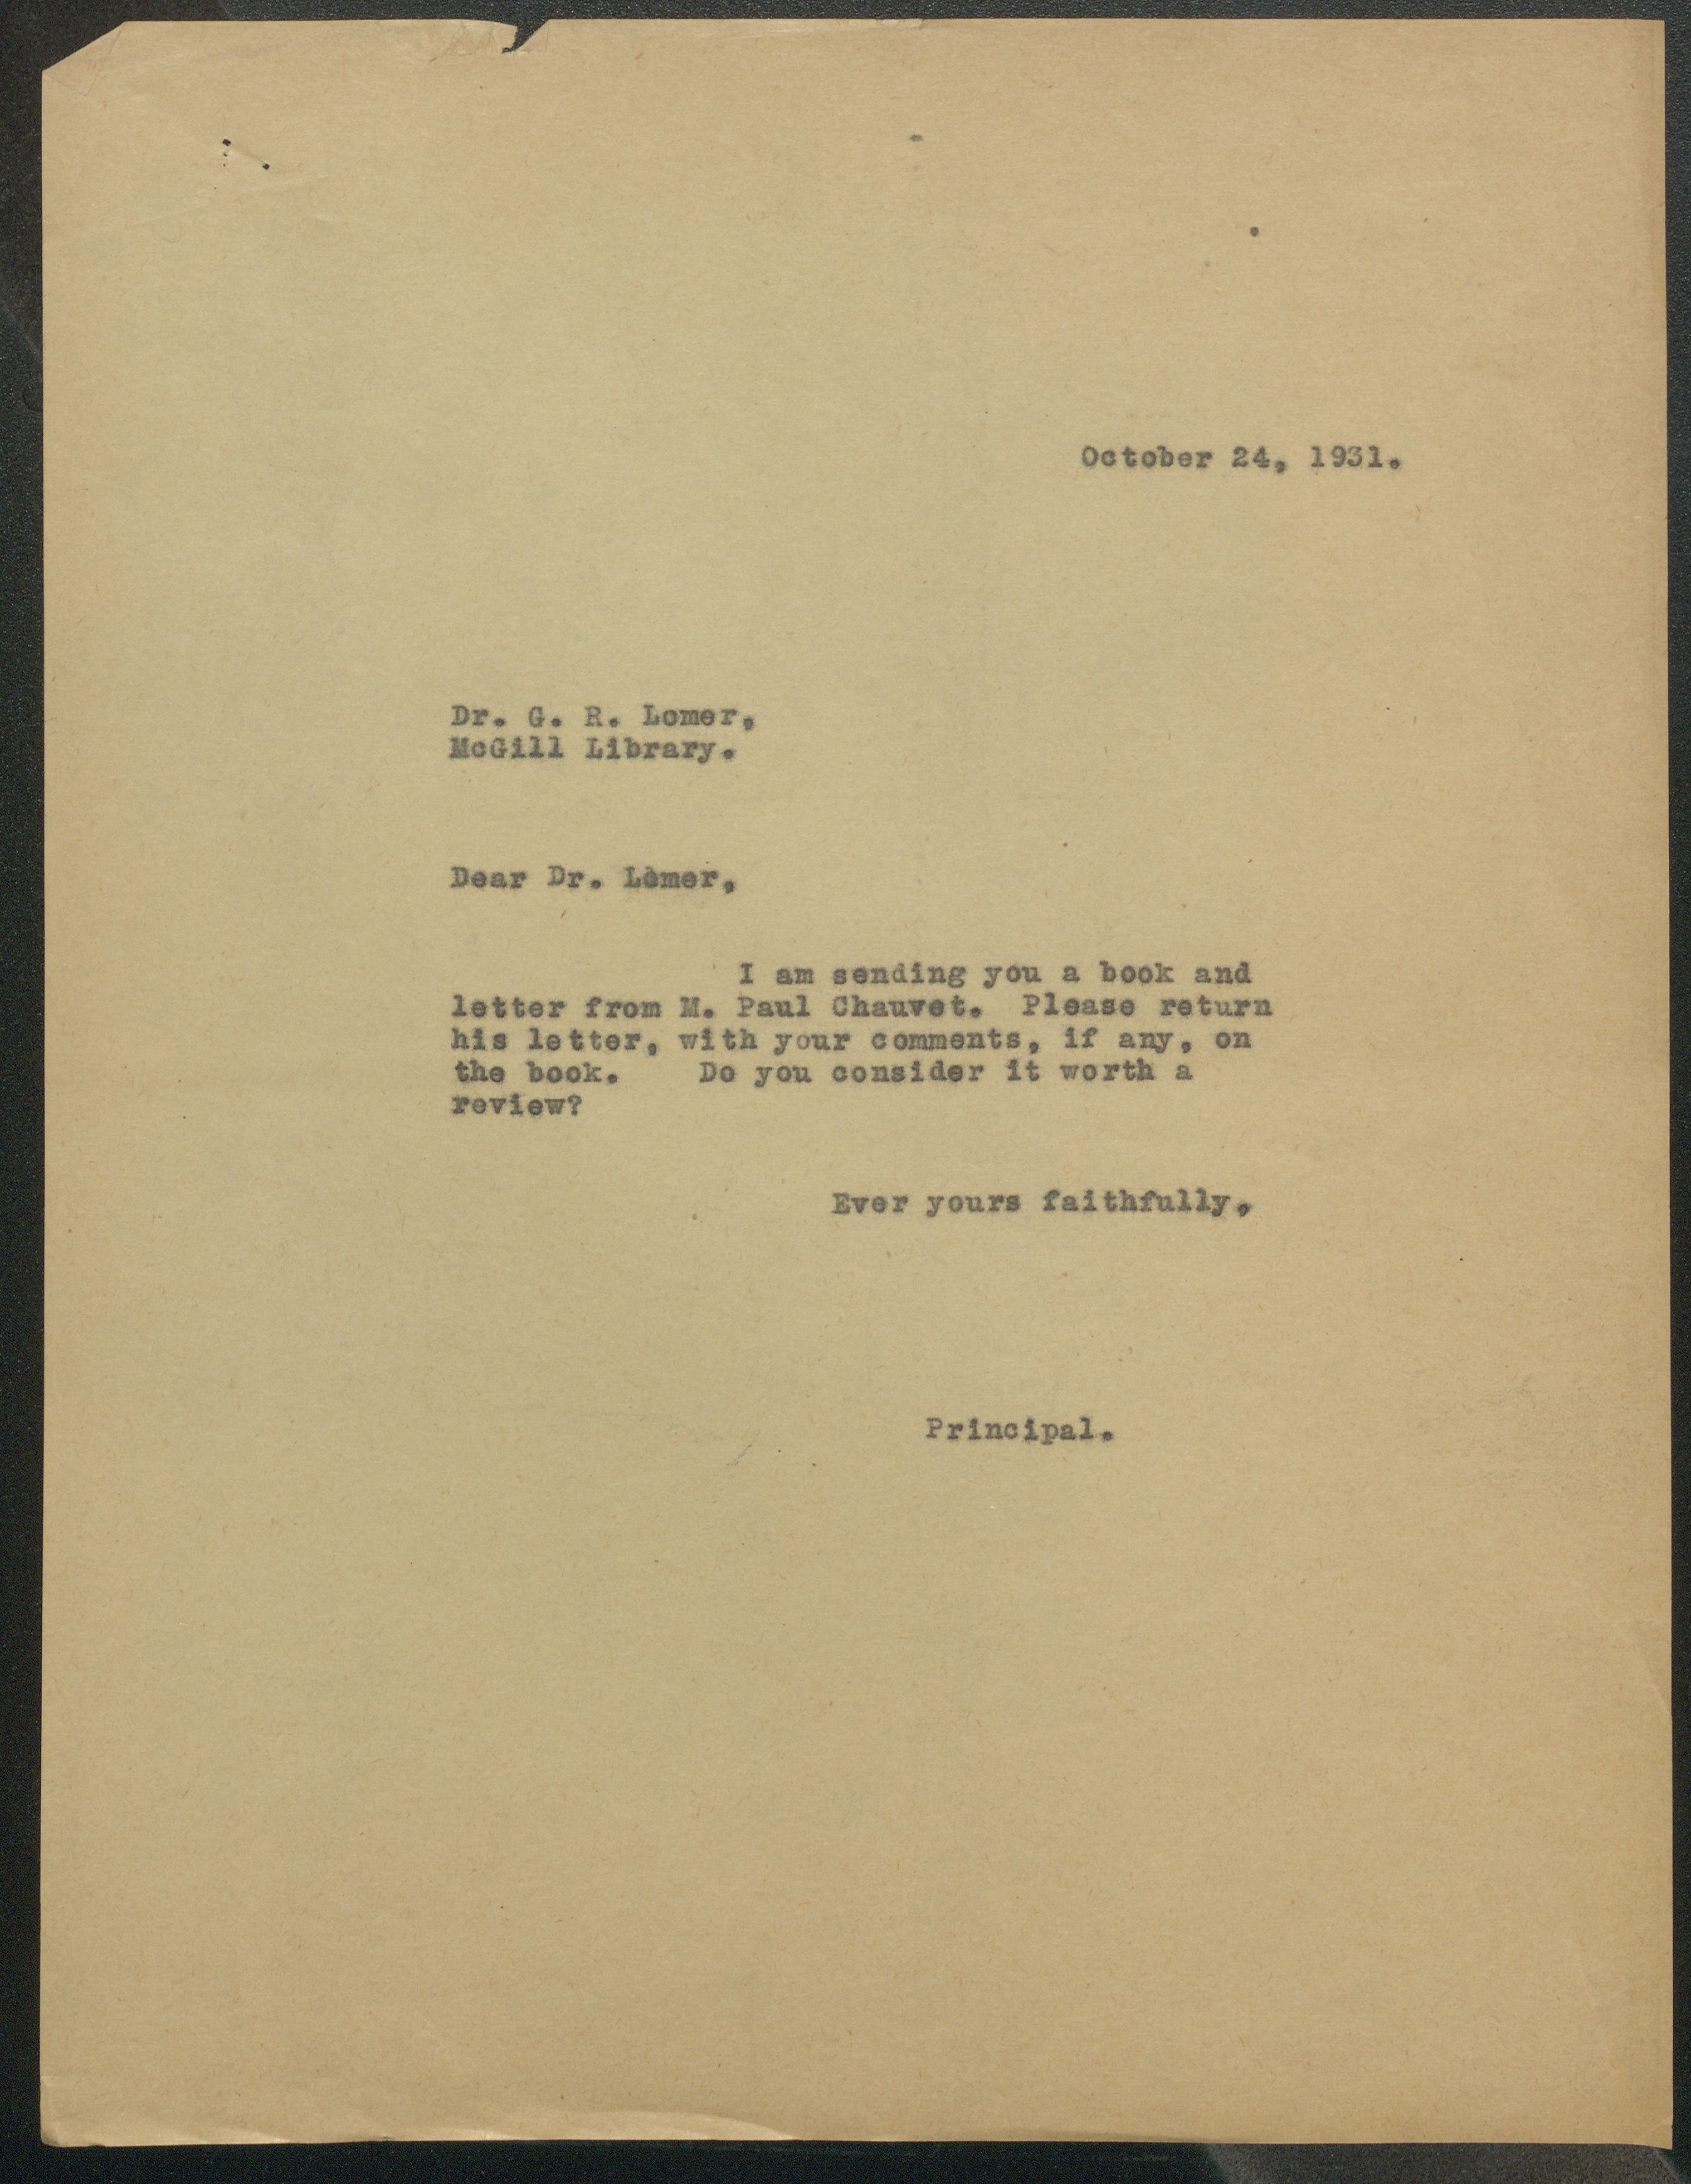 October 24, 1931.
Dr. G. R. Lomer,
McGill Library.
Dear Dr. Lomer,
I am sending you a book and
letter from M. Paul Chauvet. Please return
his letter, with your comments, if any, on
the book. Do you consider it worth a
review?
Ever yours faithfully,
Principal.